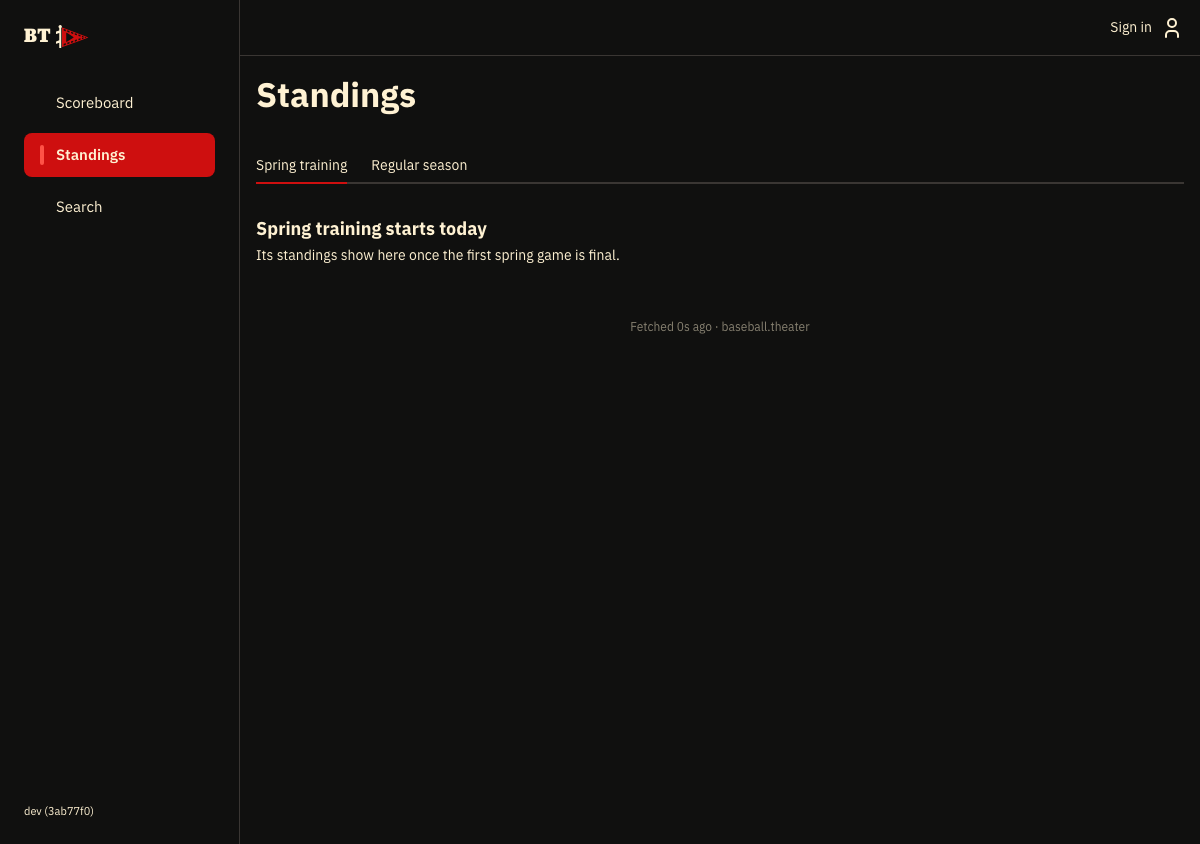 BT
Sign in
Scoreboard
Standings
Search
Standings
Spring training
Regular season
Spring training starts today
Its standings show here once the first spring game is final.
Fetched 0s ago · baseball.theater
dev (3ab77f0)